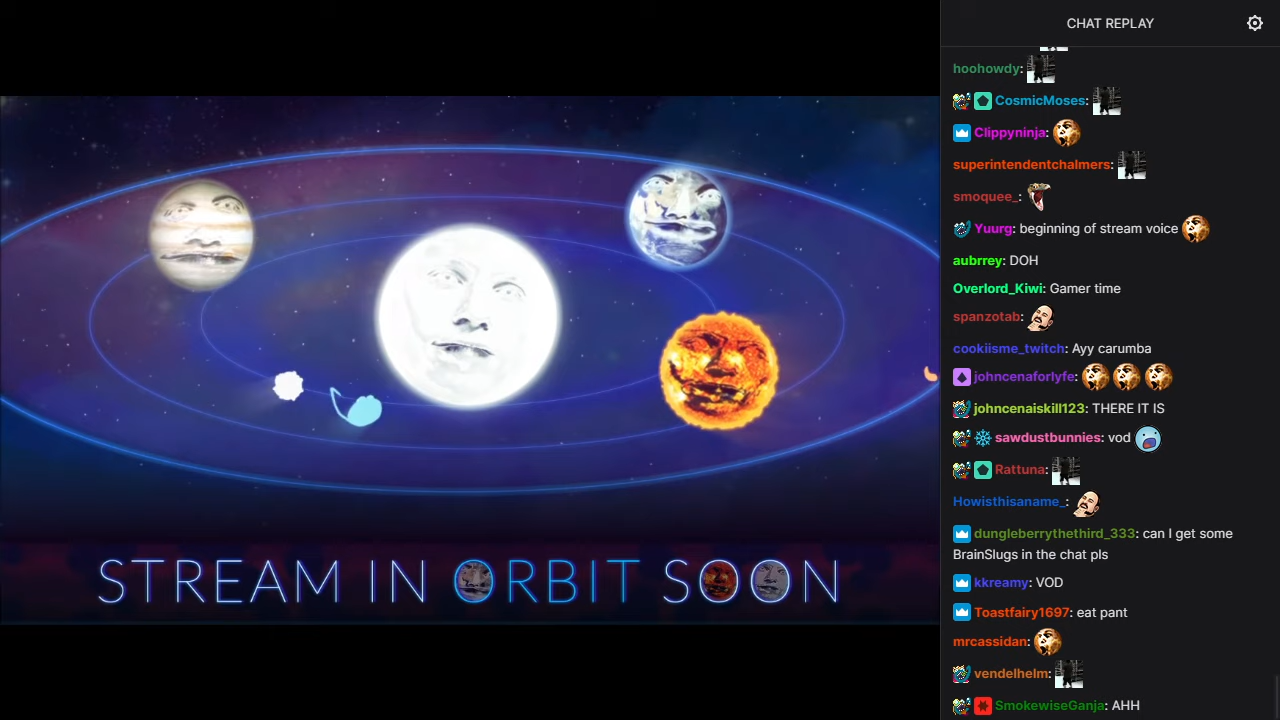 CHAT REPLAY
hoohowdy:
CosmicMoses:
Clippyninja:
superintendentchalmers:
smoquee_:
Yuurg: beginning of stream voice
aubrrey: DOH
Overlord_Kiwi: Gamer time
spanzotab:
cookiisme_twitch: Ayy carumba
johncenaforlyfe:
johncenaiskill123: THERE IT IS
sawdustbunnies: vod
Rattuna:
Howisthisaname_:
dungleberrythethird_333: can I get some
BrainSlugs in the chat pls
kkreamy: VOD
Toastfairy1697: eat pant
mrcassidan:
vendelhelm:
SmokewiseGanja: AHH
STREAM IN ORBIT SOON